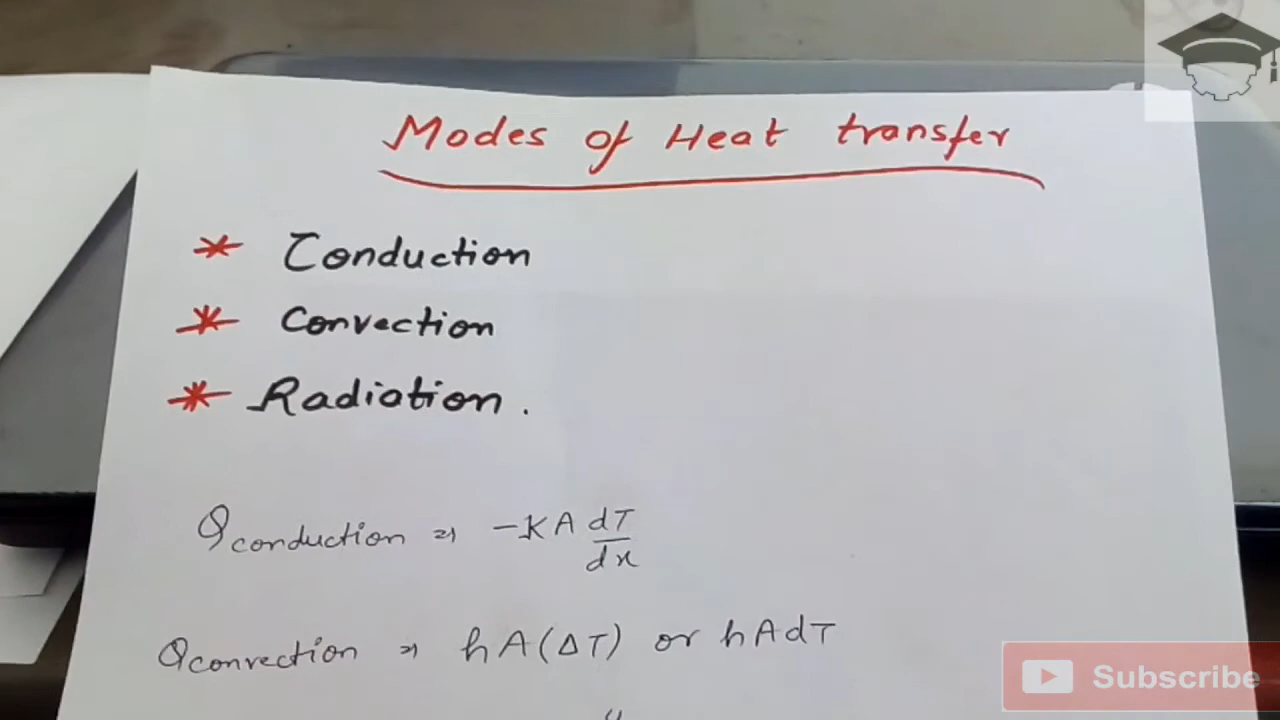 Modes of Heat transfer
* Conduction
* Convection
* Radiation.
Qconduction => -KA dT/dx
Qconvection => hA(ΔT) or hAdT
Subscribe